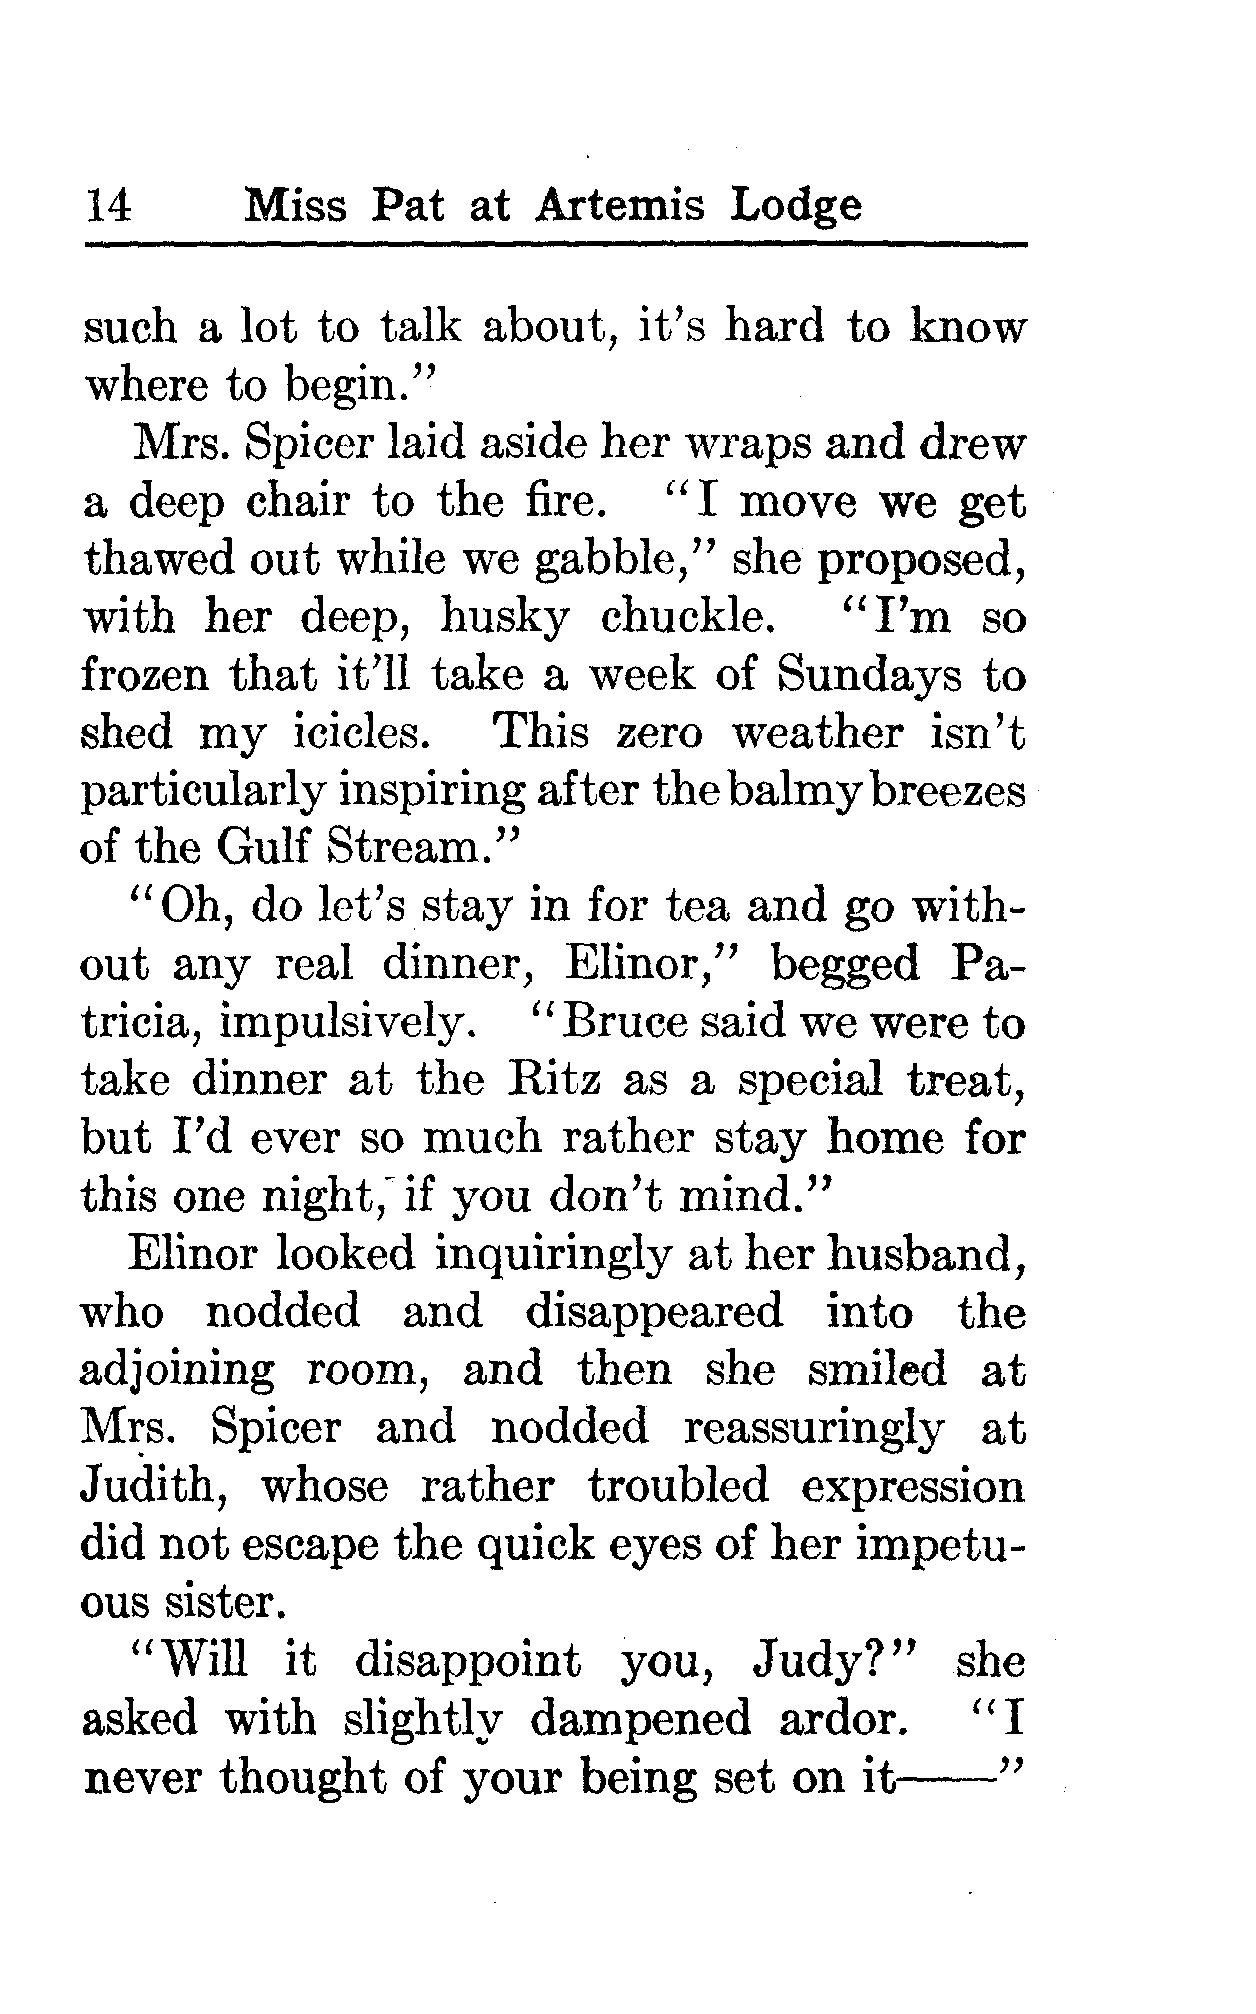 14 Miss Pat at Artemis Lodge
such a lot to talk about, it's hard to know
where to begin."
Mrs. Spicer laid aside her wraps and drew
a deep chair to the fire. "I move we get
thawed out while we gabble," she proposed,
with her deep, husky chuckle. "I'm so
frozen that it'll take a week of Sundays to
shed my icicles. This zero weather isn't
particularly inspiring after the balmy breezes
of the Gulf Stream."
"Oh, do let's stay in for tea and go with-
out any real dinner, Elinor," begged Pa-
tricia, impulsively. "Bruce said we were to
take dinner at the Ritz as a special treat,
but I'd ever so much rather stay home for
this one night, if you don't mind."
Elinor looked inquiringly at her husband,
who nodded and disappeared into the
adjoining room, and then she smiled at
Mrs. Spicer and nodded reassuringly at
Judith, whose rather troubled expression
did not escape the quick eyes of her impetu-
ous sister.
"Will it disappoint you, Judy?" she
asked with slightly dampened ardor. "I
never thought of your being set on it——"